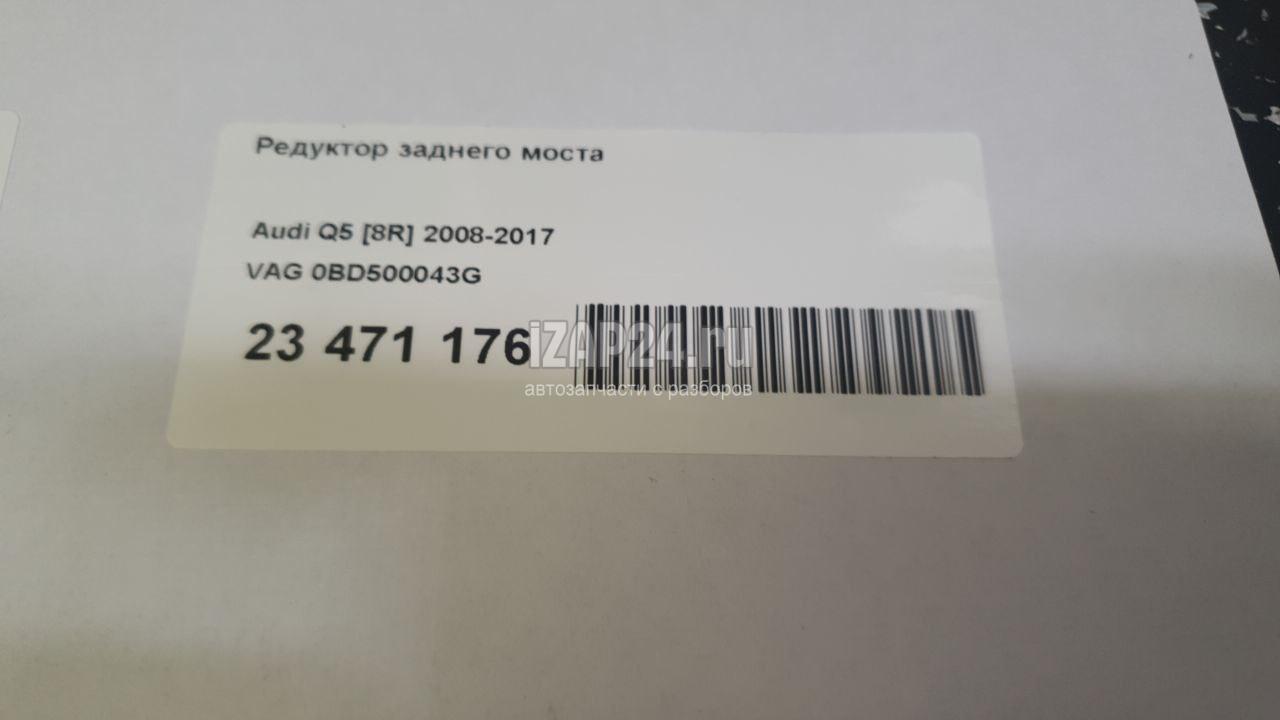 Редуктор заднего моста
Audi Q5 [8R] 2008-2017
VAG 0BD500043G
23 471 176
iZAP24.ru
автозапчасти с разборов